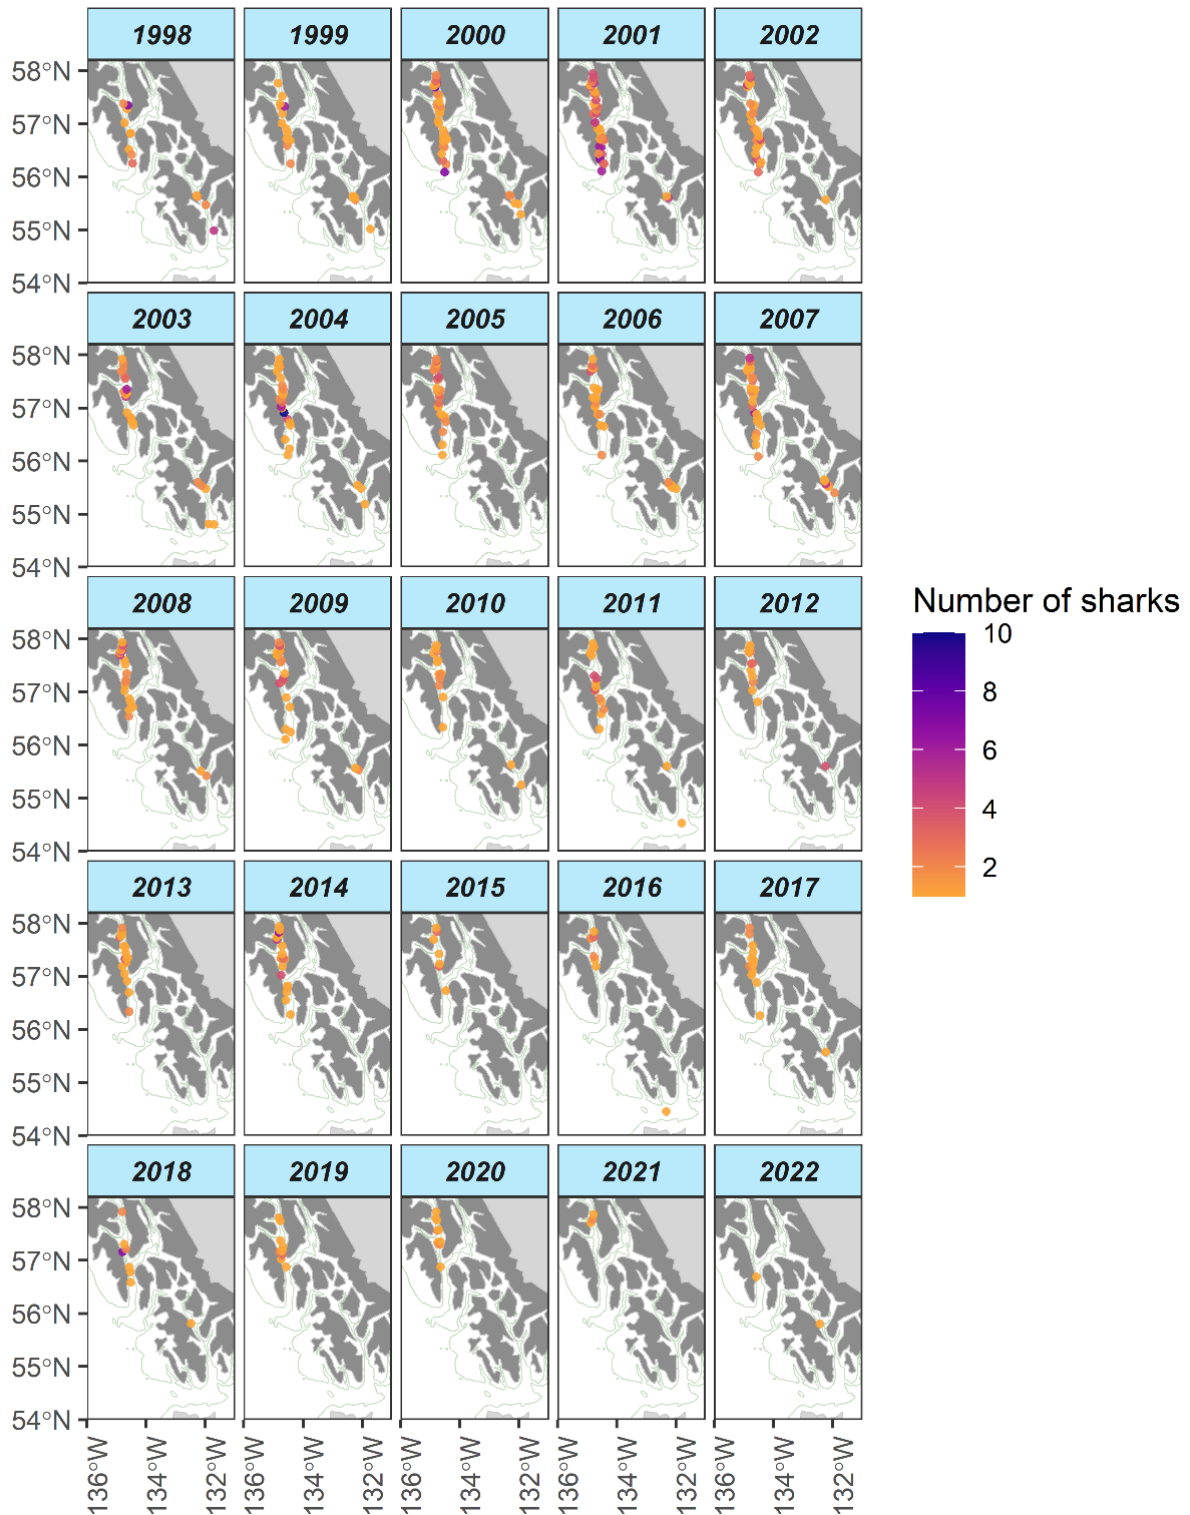 1998 1999 2000 2001 2002
58°N
57°N
56°N
55°N
54°N
2003 2004 2005 2006 2007
58°N
57°N
56°N
55°N
54°N
2008 2009 2010 2011 2012
58°N
57°N
56°N
55°N
54°N
Number of sharks
10
8
6
4
2
2013 2014 2015 2016 2017
58°N
57°N
56°N
55°N
54°N
2018 2019 2020 2021 2022
58°N
57°N
56°N
55°N
54°N
136°W 134°W 132°W 136°W 134°W 132°W 136°W 134°W 132°W 136°W 134°W 132°W 136°W 134°W 132°W